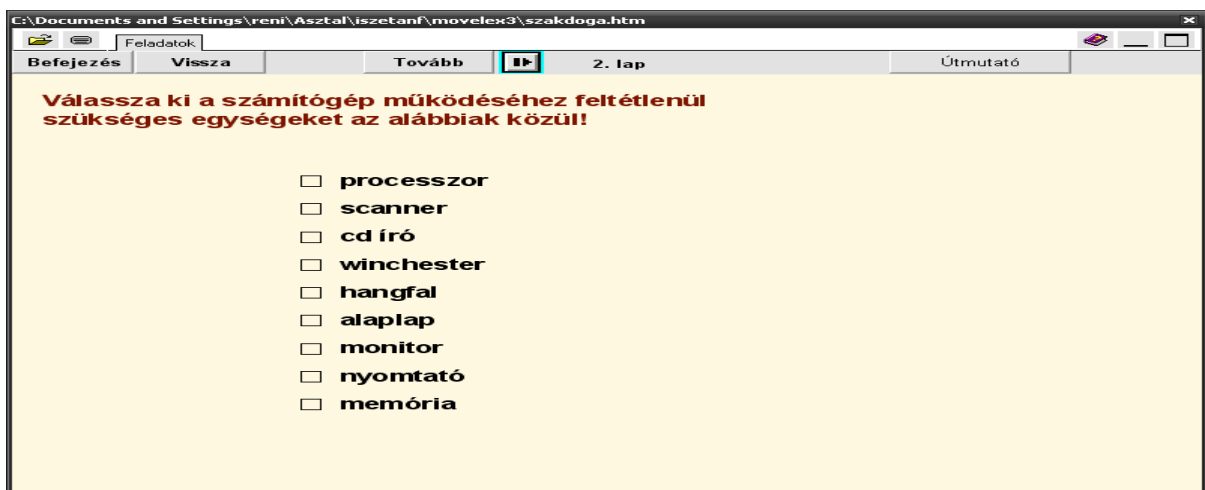 C:\Documents and Settings\reni\Asztal\iszetanf\movelex3\szakdoga.htm
Feladatok
Befejezés Vissza Tovább 2. lap Útmutató
Válassza ki a számítógép működéséhez feltétlenül
szükséges egységeket az alábbiak közül!
processzor
scanner
cd író
winchester
hangfal
alaplap
monitor
nyomtató
memória